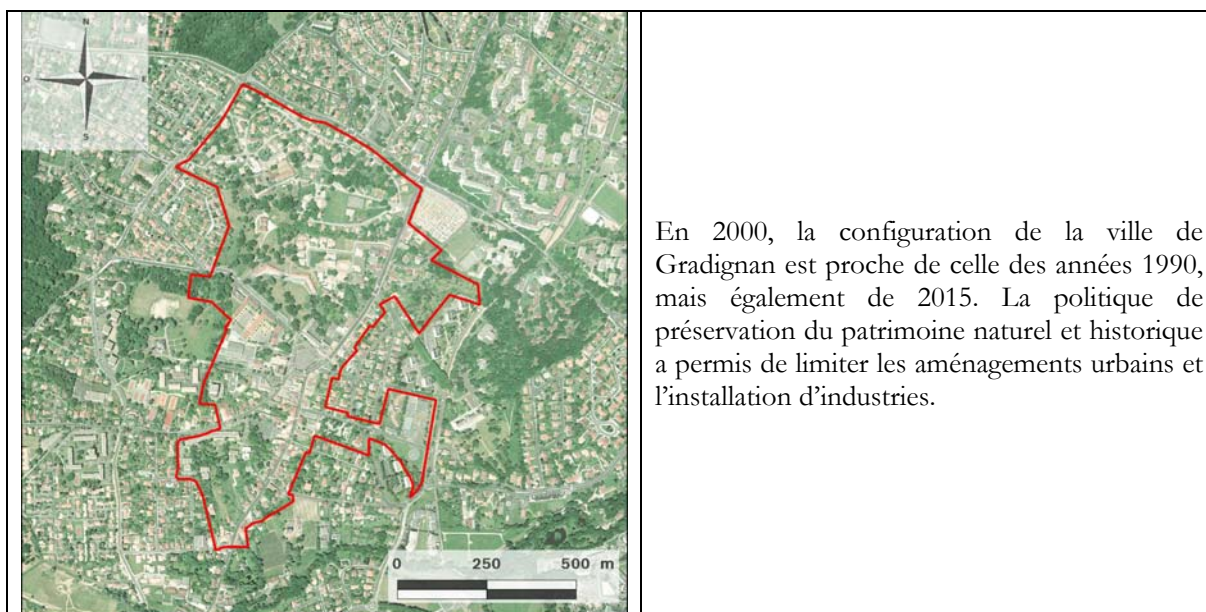 N
O E
S
0 250 500 m
En 2000, la configuration de la ville de
Gradignan est proche de celle des années 1990,
mais également de 2015. La politique de
préservation du patrimoine naturel et historique
a permis de limiter les aménagements urbains et
l'installation d'industries.